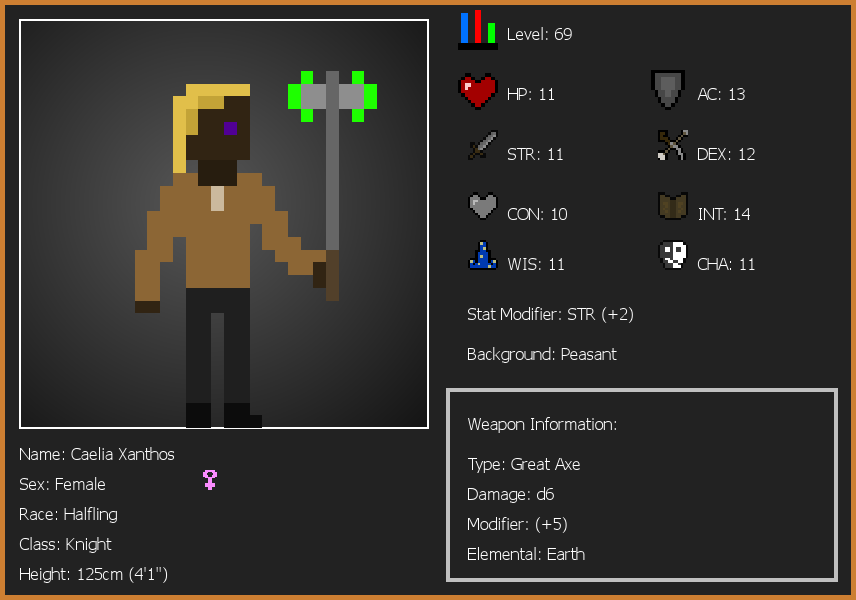 Level: 69
HP: 11
AC: 13
STR: 11
DEX: 12
CON: 10
INT: 14
WIS: 11
CHA: 11
Stat Modifier: STR (+2)
Background: Peasant
Weapon Information:
Type: Great Axe
Damage: d6
Modifier: (+5)
Elemental: Earth
Name: Caelia Xanthos
Sex: Female
Race: Halfling
Class: Knight
Height: 125cm (4'1")